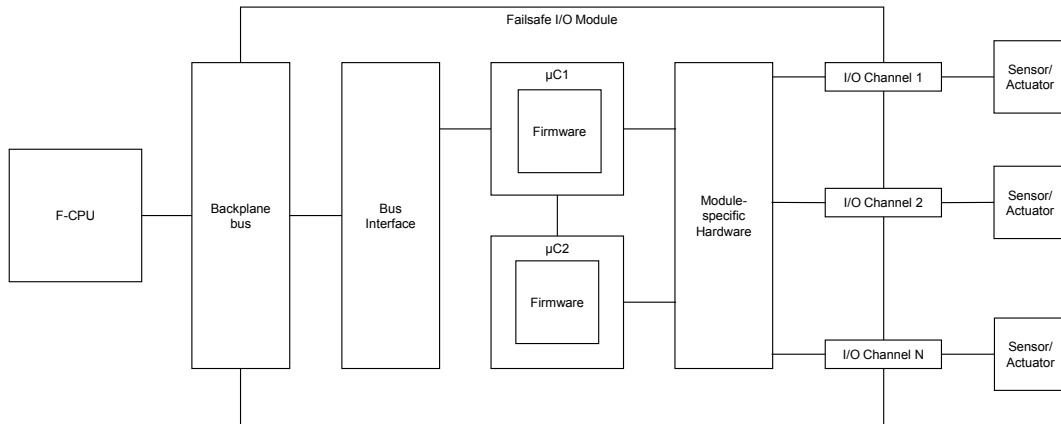 Failsafe I/O Module
F-CPU
Backplane
bus
Bus
Interface
µC1
Firmware
µC2
Firmware
Module-
specific
Hardware
I/O Channel 1
I/O Channel 2
I/O Channel N
Sensor/
Actuator
Sensor/
Actuator
Sensor/
Actuator